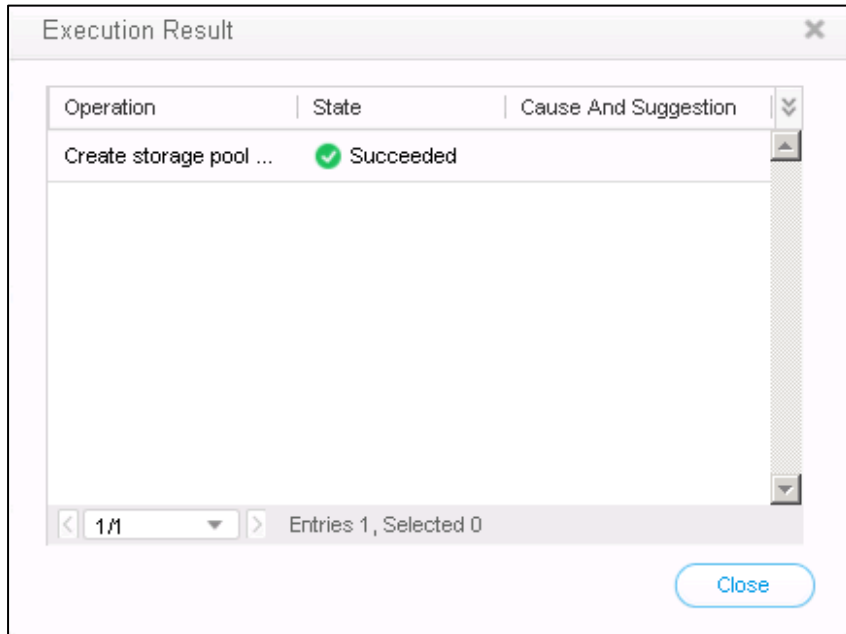 Execution Result
Operation State Cause And Suggestion
Create storage pool ... Succeeded
1/1 Entries 1, Selected 0
Close